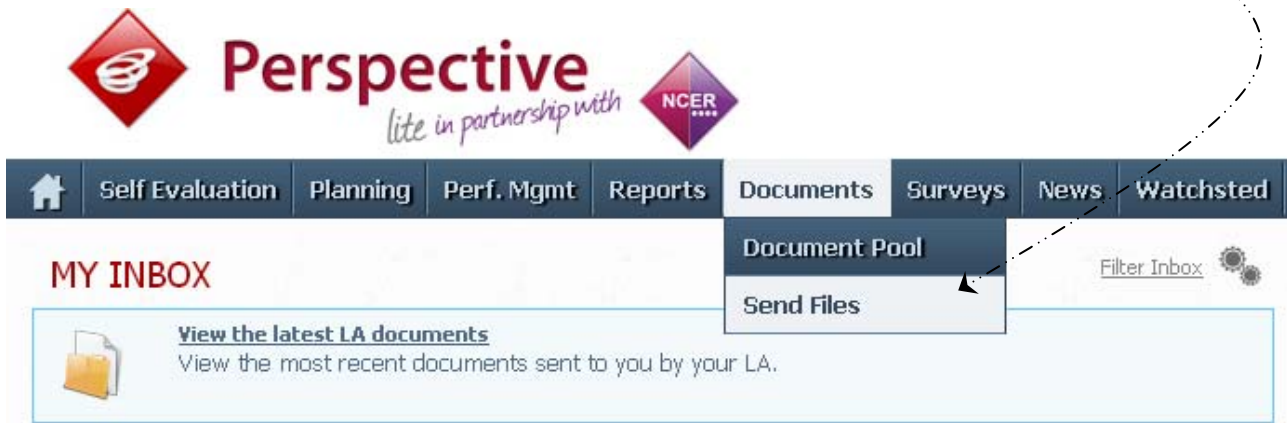 Perspective
lite in partnership with NCER
Self Evaluation Planning Perf. Mgmt Reports Documents Surveys News Watchsted
Document Pool
Send Files
MY INBOX
Filter Inbox
View the latest LA documents
View the most recent documents sent to you by your LA.